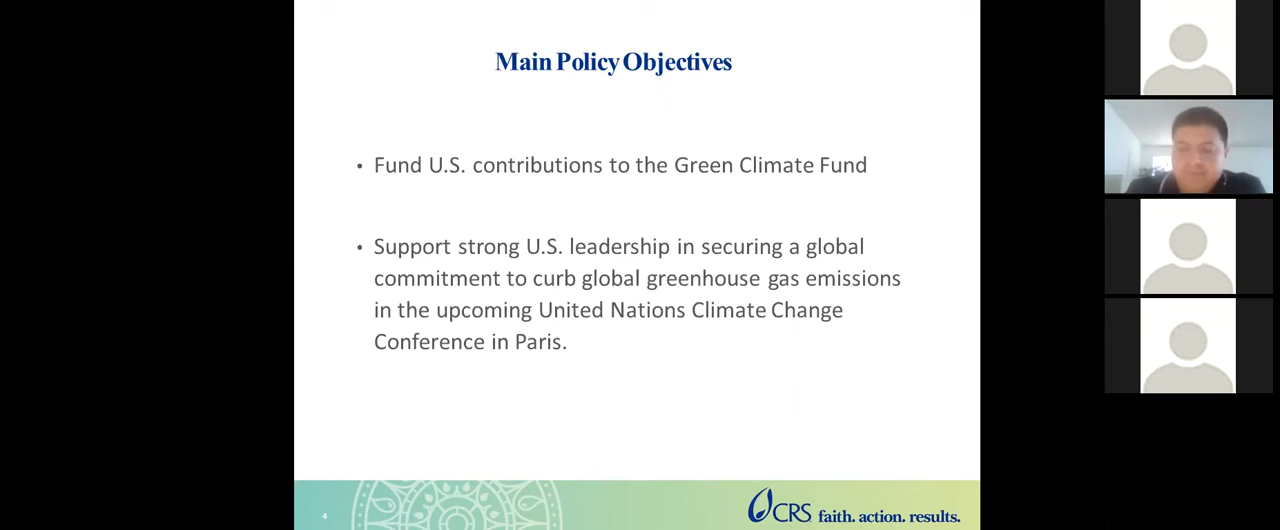 Main Policy Objectives
• Fund U.S. contributions to the Green Climate Fund
• Support strong U.S. leadership in securing a global
commitment to curb global greenhouse gas emissions
in the upcoming United Nations Climate Change
Conference in Paris.
4
CRS faith. action. results.